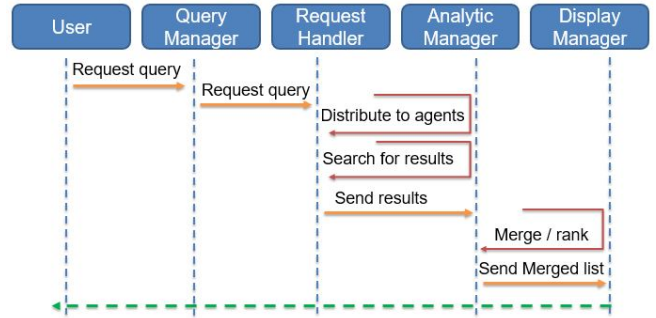 User
Query
Manager
Request
Handler
Analytic
Manager
Display
Manager
Request query
Request query
Distribute to agents
Search for results
Send results
Merge / rank
Send Merged list